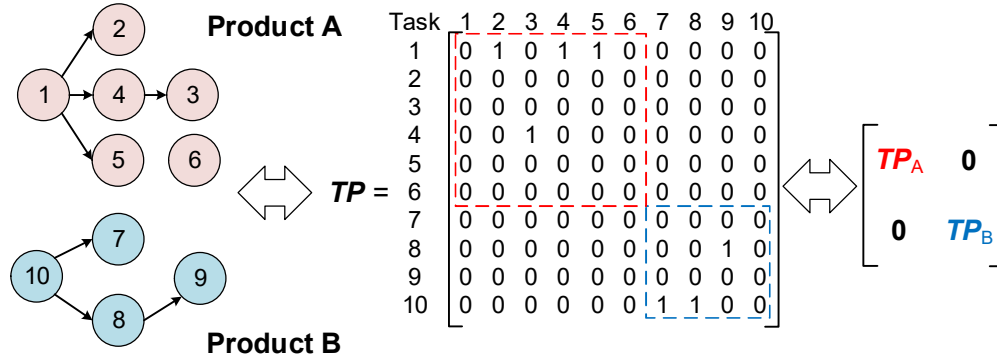 Product A
2
1 4 3
5 6
7
10 9
8
Product B
TP =
Task 1 2 3 4 5 6 7 8 9 10
1 0 1 0 1 1 0 0 0 0 0
2 0 0 0 0 0 0 0 0 0 0
3 0 0 0 0 0 0 0 0 0 0
4 0 0 1 0 0 0 0 0 0 0
5 0 0 0 0 0 0 0 0 0 0
6 0 0 0 0 0 0 0 0 0 0
7 0 0 0 0 0 0 0 0 0 0
8 0 0 0 0 0 0 0 0 1 0
9 0 0 0 0 0 0 0 0 0 0
10 0 0 0 0 0 0 1 1 0 0
TPA 0
0 TPB